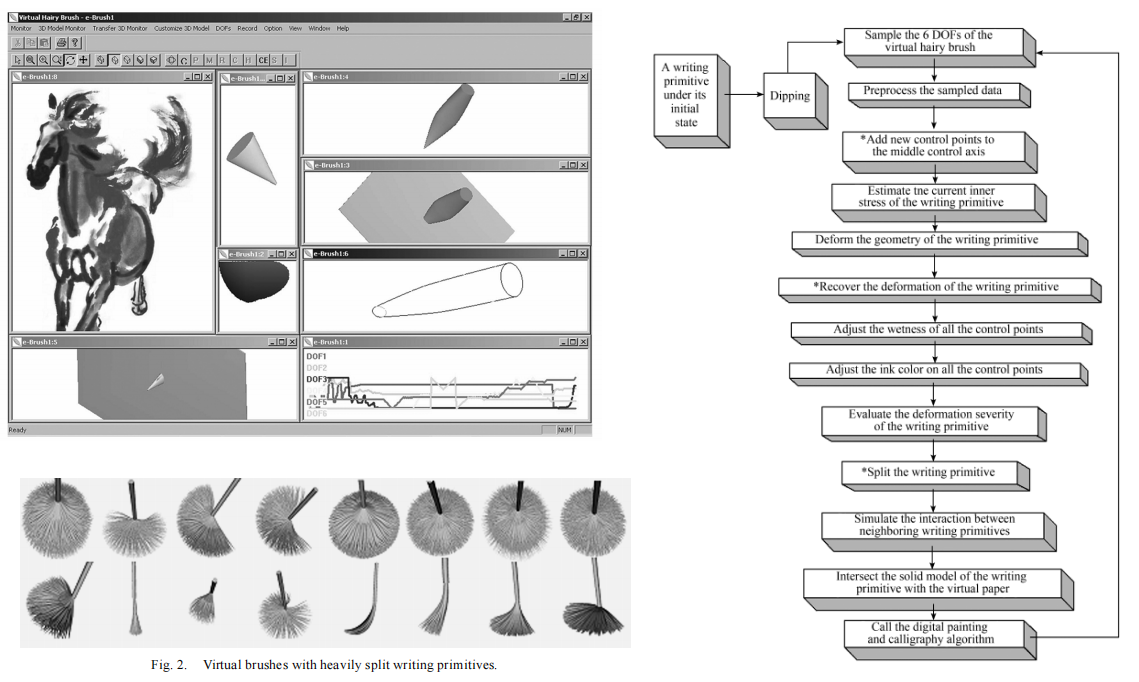 Virtual Hairy Brush - e-Brush1
Monitor 3D Model Monitor Transfer 3D Monitor Customize 3D Model DOFs Record Option View Window Help
C P M R C H CE S I
e-Brush1:8
e-Brush1...
e-Brush1:4
e-Brush1:3
e-Brush1:2
e-Brush1:6
e-Brush1:5
e-Brush1:1
DOF1
DOF2
DOF3
DOF5
DOF6
Ready
NUM
Fig. 2. Virtual brushes with heavily split writing primitives.
A writing
primitive
under its
initial
state
Dipping
Sample the 6 DOFs of the
virtual hairy brush
Preprocess the sampled data
*Add new control points to
the middle control axis
Estimate the current inner
stress of the writing primitive
Deform the geometry of the writing primitive
*Recover the deformation of the writing primitive
Adjust the wetness of all the control points
Adjust the ink color on all the control points
Evaluate the deformation severity
of the writing primitive
*Split the writing primitive
Simulate the interaction between
neighboring writing primitives
Intersect the solid model of the writing
primitive with the virtual paper
Call the digital painting
and calligraphy algorithm